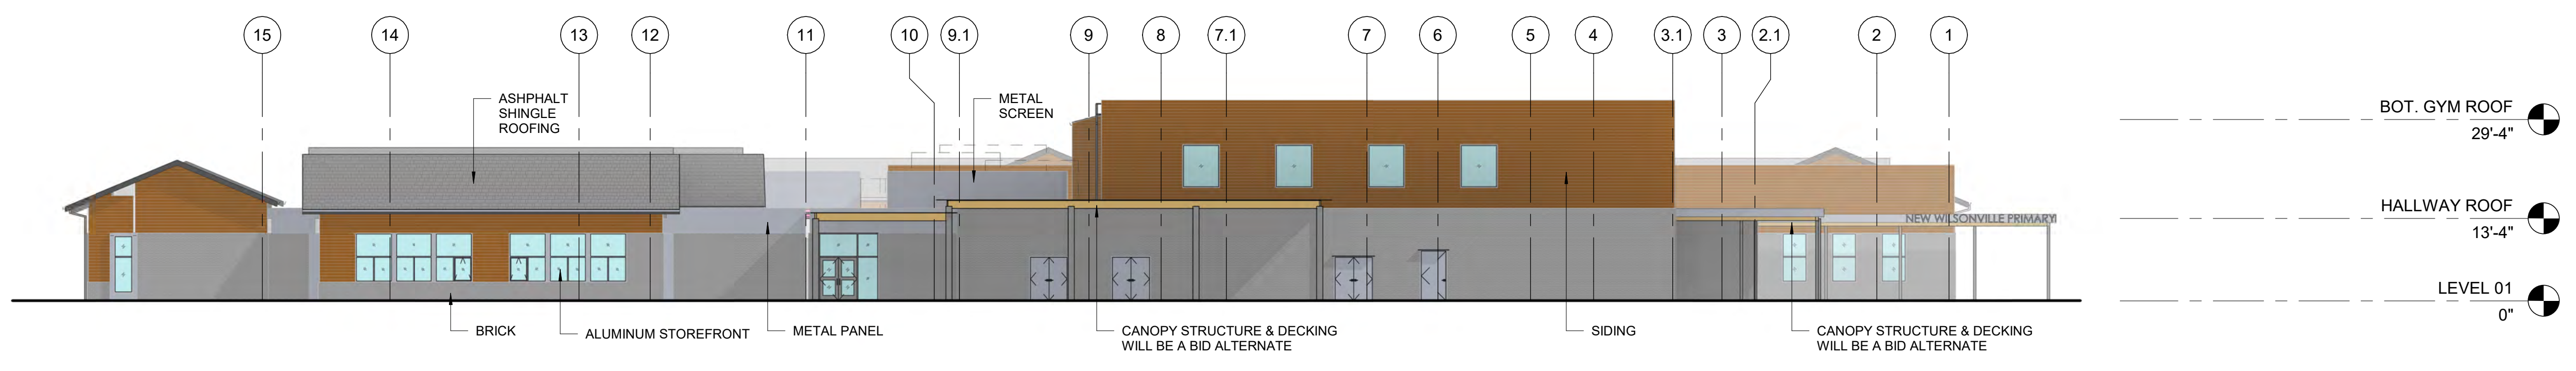 15 14 13 12 11 10 9.1 9 8 7.1 7 6 5 4 3.1 3 2.1 2 1
ASHPHALT
SHINGLE
ROOFING
METAL
SCREEN
BOT. GYM ROOF
29'-4"
HALLWAY ROOF
13'-4"
NEW WILSONVILLE PRIMARY
LEVEL 01
0"
BRICK
ALUMINUM STOREFRONT
METAL PANEL
CANOPY STRUCTURE & DECKING
WILL BE A BID ALTERNATE
SIDING
CANOPY STRUCTURE & DECKING
WILL BE A BID ALTERNATE